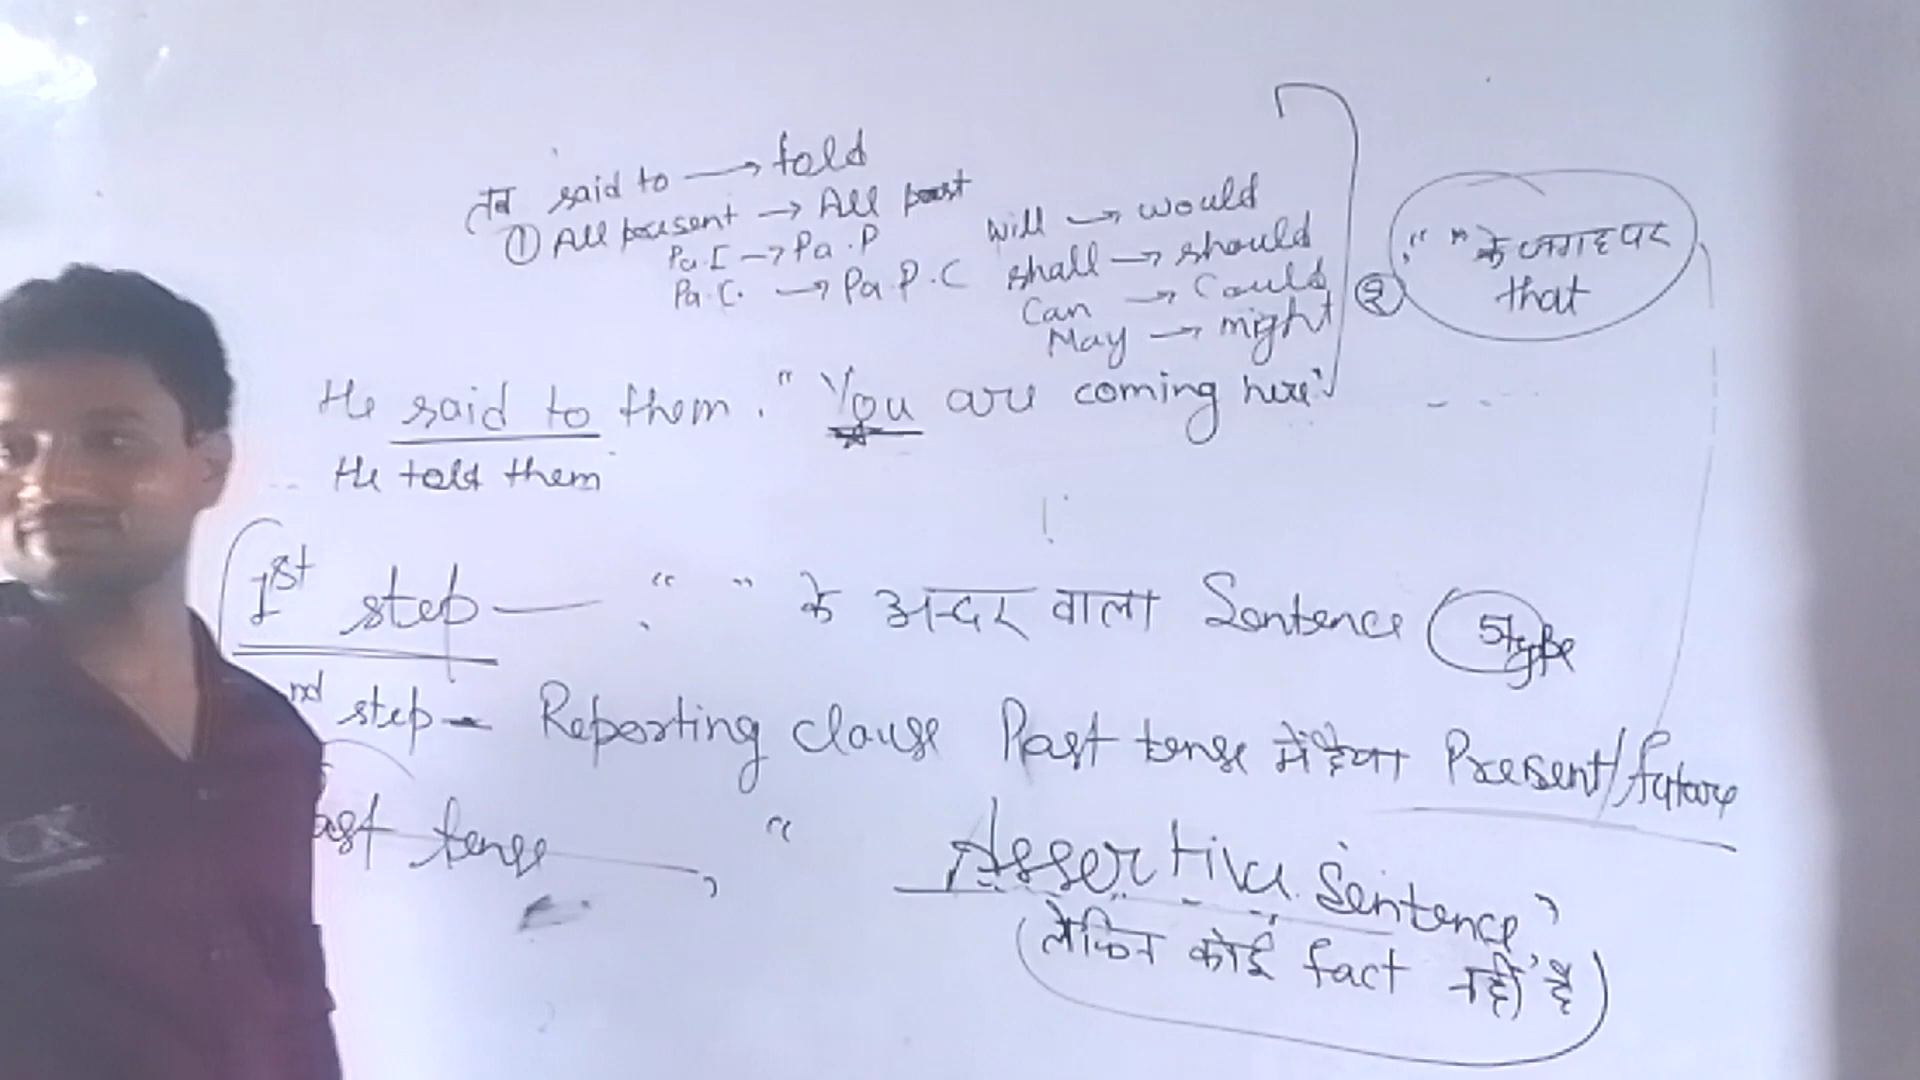 तब said to → told
① All present → All past
Pa.I → Pa.P
Pa.C. → Pa.P.C
Will → would
shall → should
Can → Could
May → might
② “ ” के जगह पर
that
He said to them. “You are coming here”
He told them
1st step — “ ” के अन्दर वाला Sentence 5 type
nd step - Reporting clause Past tense में है या Present/future
ast tense , “ Assertive Sentence”
(लेकिन कोई fact नहीं है)